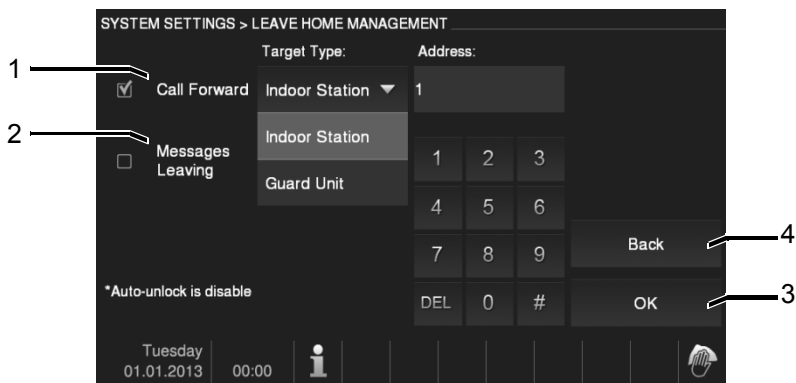 SYSTEM SETTINGS > LEAVE HOME MANAGEMENT
Target Type: Address:
1
Call Forward Indoor Station 1
2
Messages
Leaving
Indoor Station
Guard Unit
1 2 3
4 5 6
7 8 9
DEL 0 #
Back
4
OK
3
*Auto-unlock is disable
Tuesday
01.01.2013 00:00